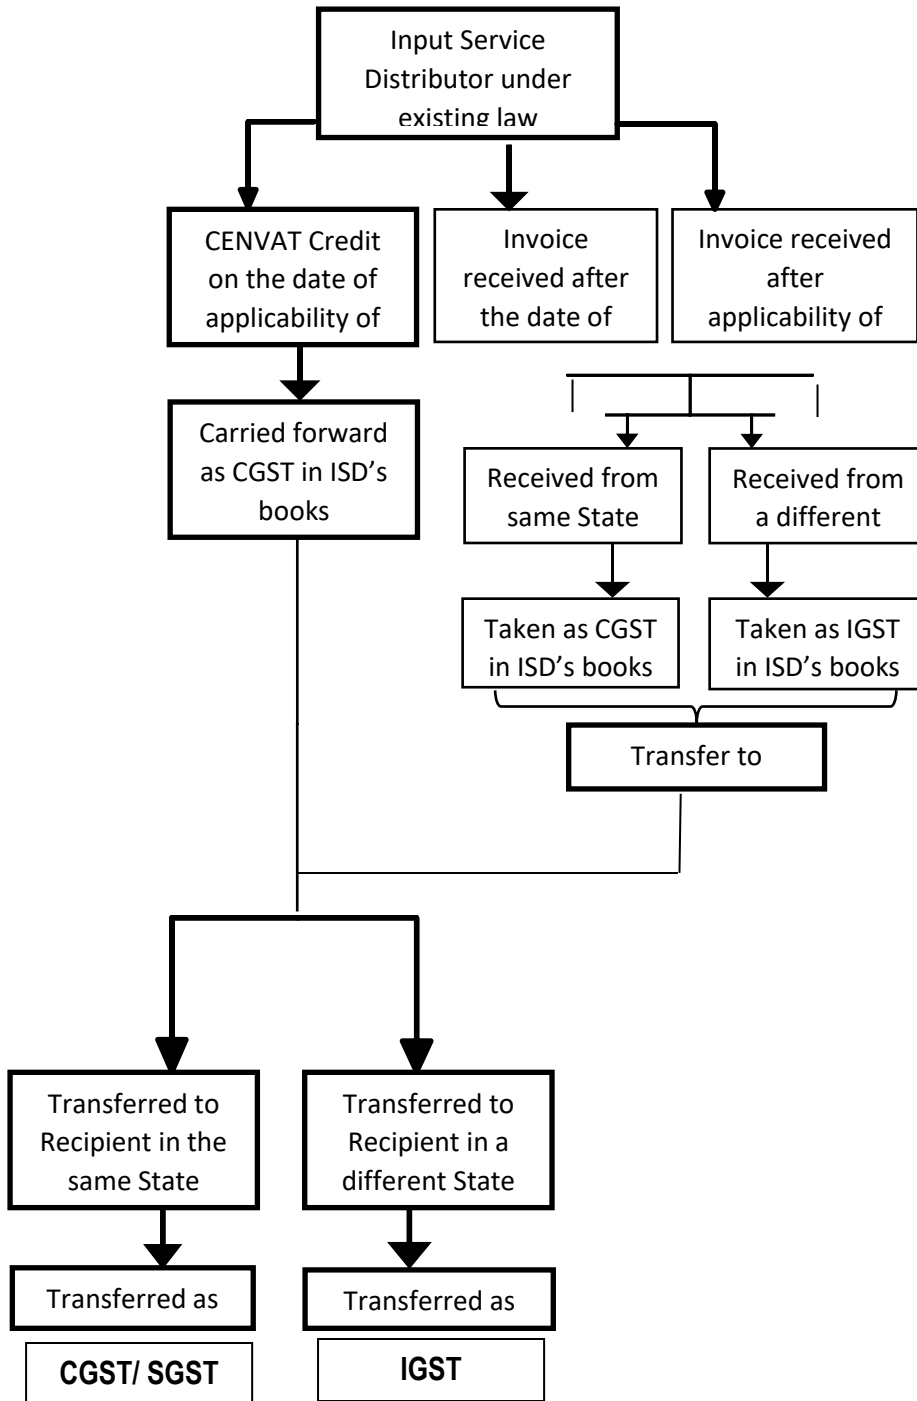 Input Service
Distributor under
existing law
CENVAT Credit
on the date of
applicability of
Invoice
received after
the date of
Invoice received
after
applicability of
Carried forward
as CGST in ISD’s
books
Received from
same State
Received from
a different
Taken as CGST
in ISD’s books
Taken as IGST
in ISD’s books
Transfer to
Transferred to
Recipient in the
same State
Transferred to
Recipient in a
different State
Transferred as
Transferred as
CGST/ SGST
IGST